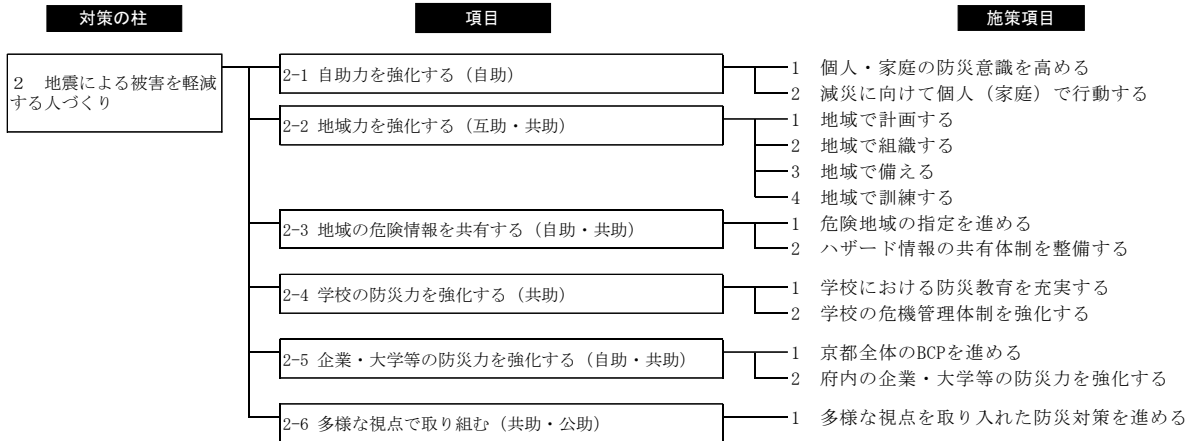 対策の柱
項目
施策項目
２ 地震による被害を軽減
する人づくり
2-1 自助力を強化する（自助）
1 個人・家庭の防災意識を高める
2 減災に向けて個人（家庭）で行動する
2-2 地域力を強化する（互助・共助）
1 地域で計画する
2 地域で組織する
3 地域で備える
4 地域で訓練する
2-3 地域の危険情報を共有する（自助・共助）
1 危険地域の指定を進める
2 ハザード情報の共有体制を整備する
2-4 学校の防災力を強化する（共助）
1 学校における防災教育を充実する
2 学校の危機管理体制を強化する
2-5 企業・大学等の防災力を強化する（自助・共助）
1 京都全体のBCPを進める
2 府内の企業・大学等の防災力を強化する
2-6 多様な視点で取り組む（共助・公助）
1 多様な視点を取り入れた防災対策を進める